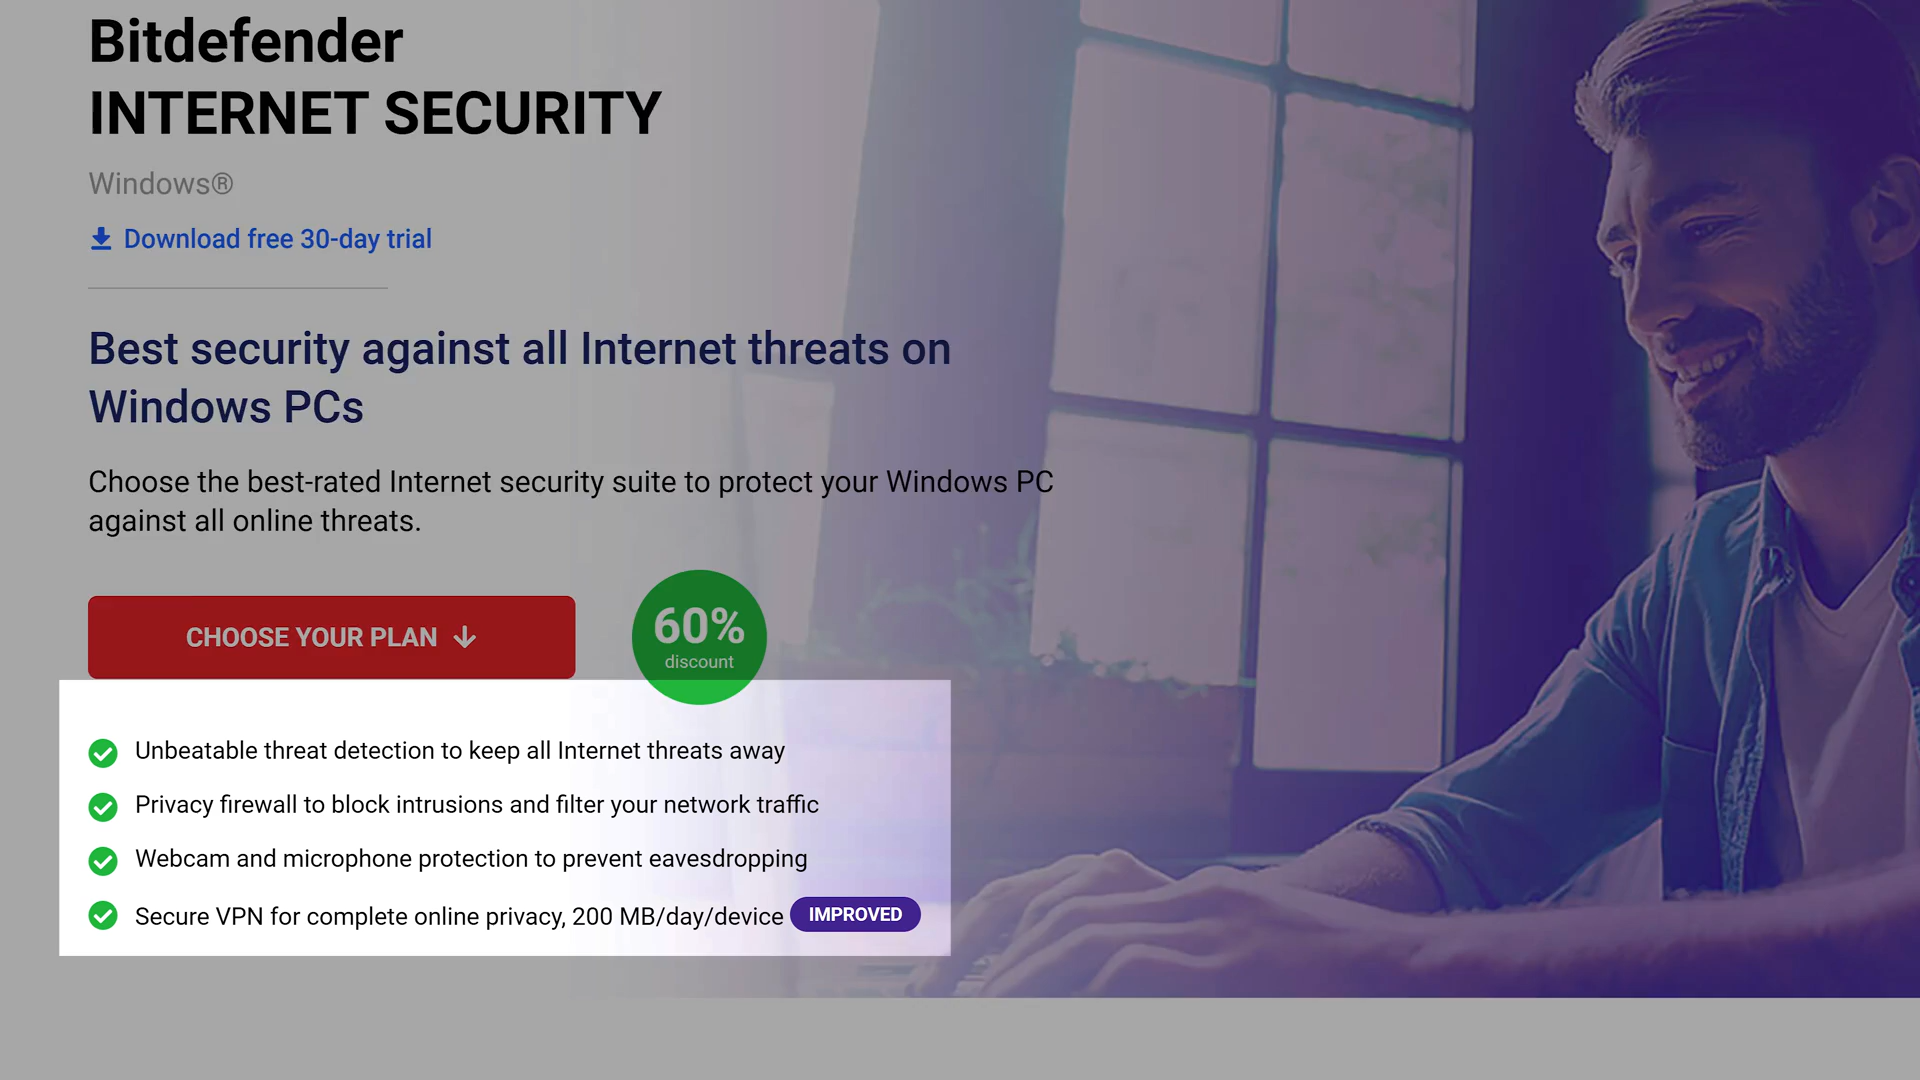 Bitdefender
INTERNET SECURITY
Windows®
Download free 30-day trial
Best security against all Internet threats on
Windows PCs
Choose the best-rated Internet security suite to protect your Windows PC
against all online threats.
CHOOSE YOUR PLAN
60%
discount
Unbeatable threat detection to keep all Internet threats away
Privacy firewall to block intrusions and filter your network traffic
Webcam and microphone protection to prevent eavesdropping
Secure VPN for complete online privacy, 200 MB/day/device IMPROVED